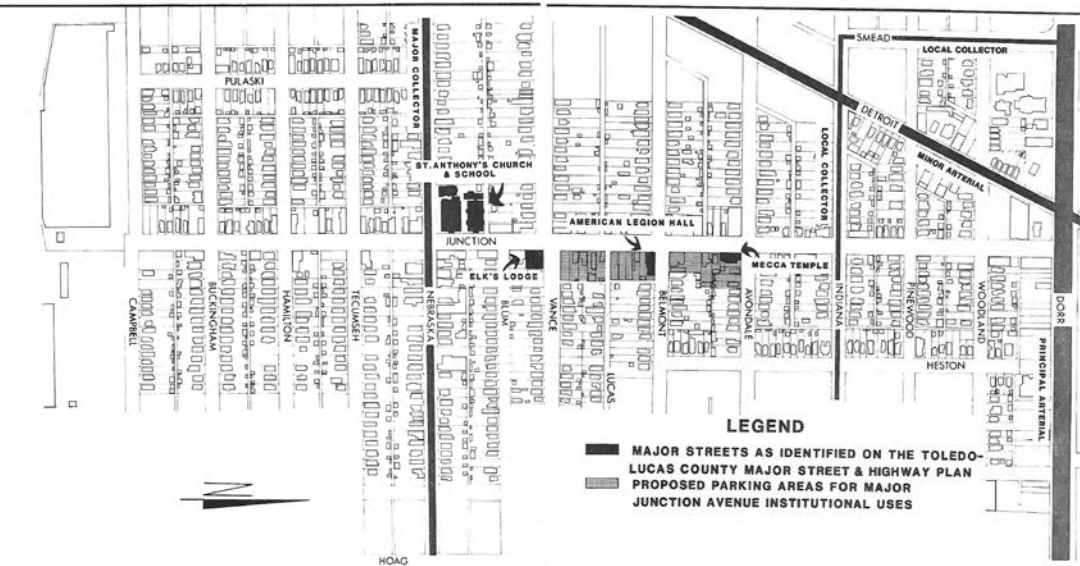 SMEAD
LOCAL COLLECTOR
MAJOR COLLECTOR
PULASKI
DETROIT
MINOR ARTERIAL
LOCAL COLLECTOR
ST. ANTHONY'S CHURCH
& SCHOOL
AMERICAN LEGION HALL
JUNCTION
ELK'S LODGE
MECCA TEMPLE
CAMPBELL
BUCKINGHAM
HAMILTON
TECUMSEH
NEBRASKA
BLUM
VANCE
LUCAS
BELMONT
AVONDALE
INDIANA
PINEWOOD
WOODLAND
DORR
PRINCIPAL ARTERIAL
HESTON
LEGEND
MAJOR STREETS AS IDENTIFIED ON THE TOLEDO-
LUCAS COUNTY MAJOR STREET & HIGHWAY PLAN
PROPOSED PARKING AREAS FOR MAJOR
JUNCTION AVENUE INSTITUTIONAL USES
N
HOAG